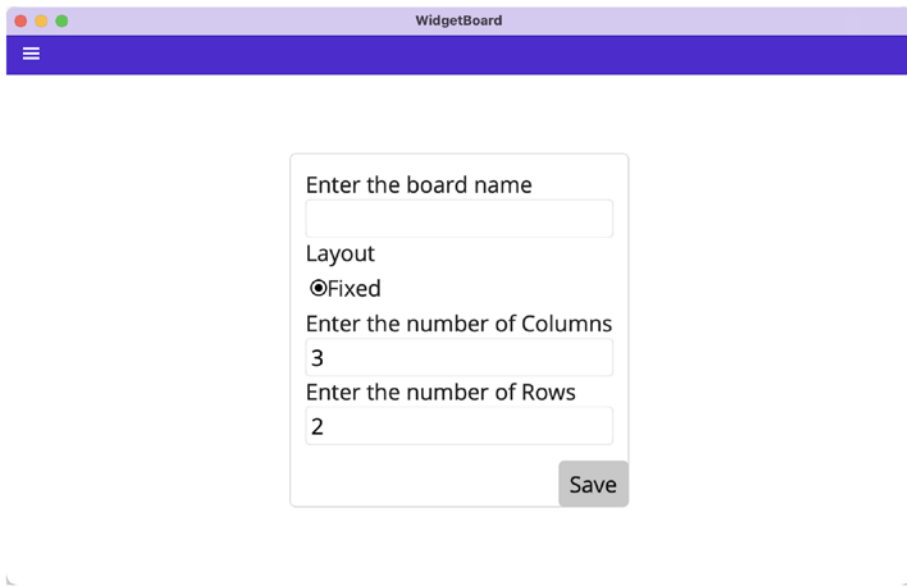 WidgetBoard
Enter the board name
Layout
Fixed
Enter the number of Columns
3
Enter the number of Rows
2
Save